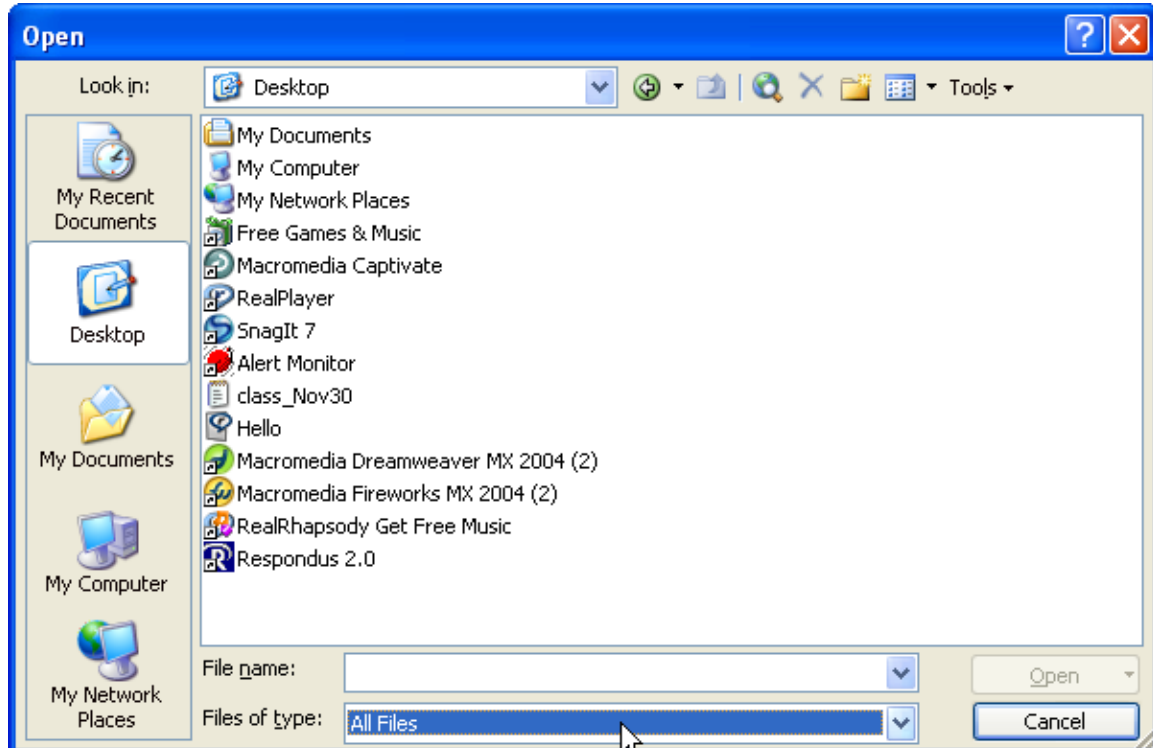 Open
Look in:
Desktop
Tools
My Recent
Documents
Desktop
My Documents
My Computer
My Network
Places
My Documents
My Computer
My Network Places
Free Games & Music
Macromedia Captivate
RealPlayer
SnagIt 7
Alert Monitor
class_Nov30
Hello
Macromedia Dreamweaver MX 2004 (2)
Macromedia Fireworks MX 2004 (2)
RealRhapsody Get Free Music
Respondus 2.0
File name:
Open
Files of type:
All Files
Cancel